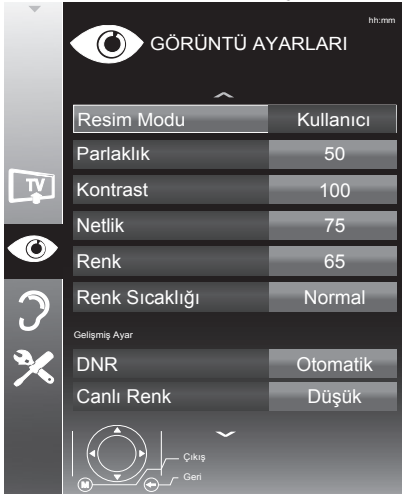 hh:mm
GÖRÜNTÜ AYARLARI
Resim Modu Kullanıcı
Parlaklık 50
Kontrast 100
TV
Netlik 75
Renk 65
Renk Sıcaklığı Normal
Gelişmiş Ayar
DNR Otomatik
Canlı Renk Düşük
Çıkış
M Geri